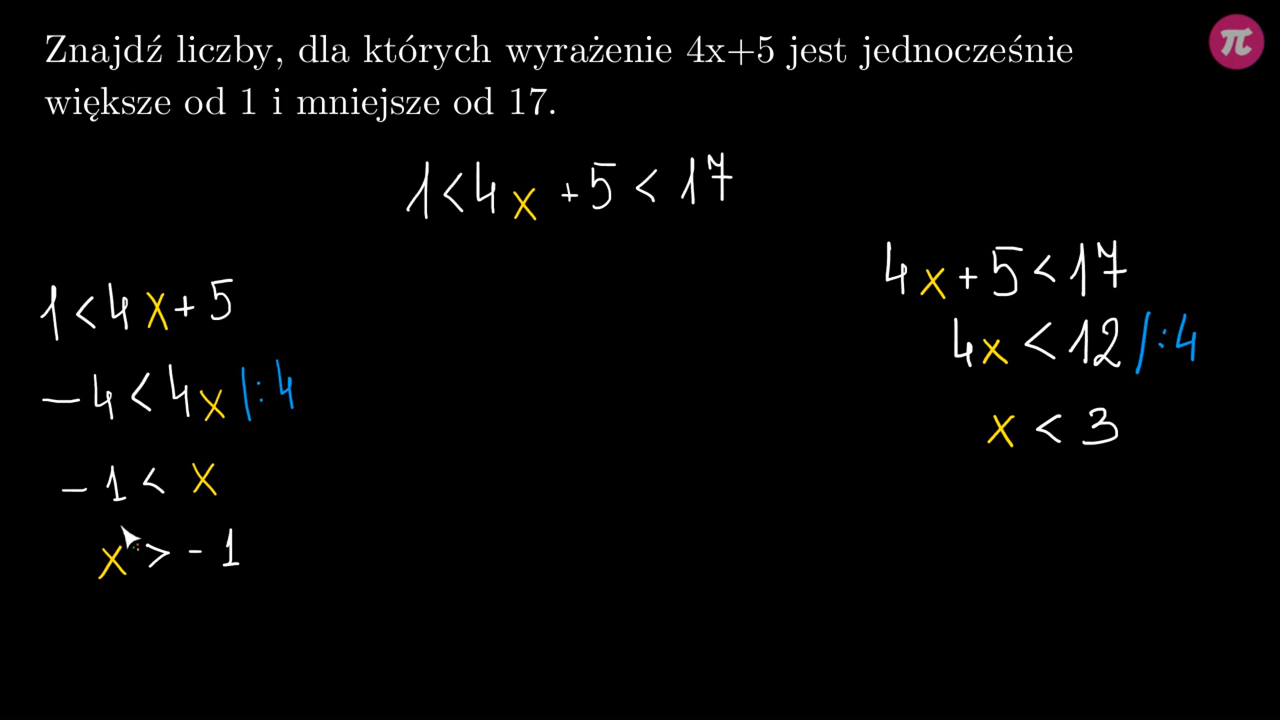 Znajdź liczby, dla których wyrażenie 4x+5 jest jednocześnie
większe od 1 i mniejsze od 17.
π
1<4x+5<17
1<4x+5
-4<4x|:4
-1<x
x>-1
4x+5<17
4x<12/:4
x<3